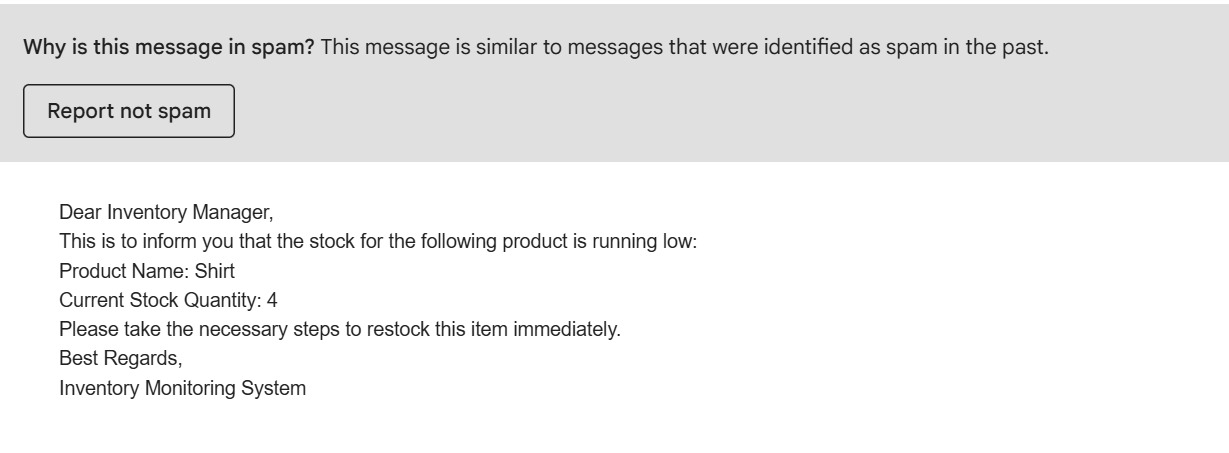 Why is this message in spam? This message is similar to messages that were identified as spam in the past.
Report not spam
Dear Inventory Manager,
This is to inform you that the stock for the following product is running low:
Product Name: Shirt
Current Stock Quantity: 4
Please take the necessary steps to restock this item immediately.
Best Regards,
Inventory Monitoring System